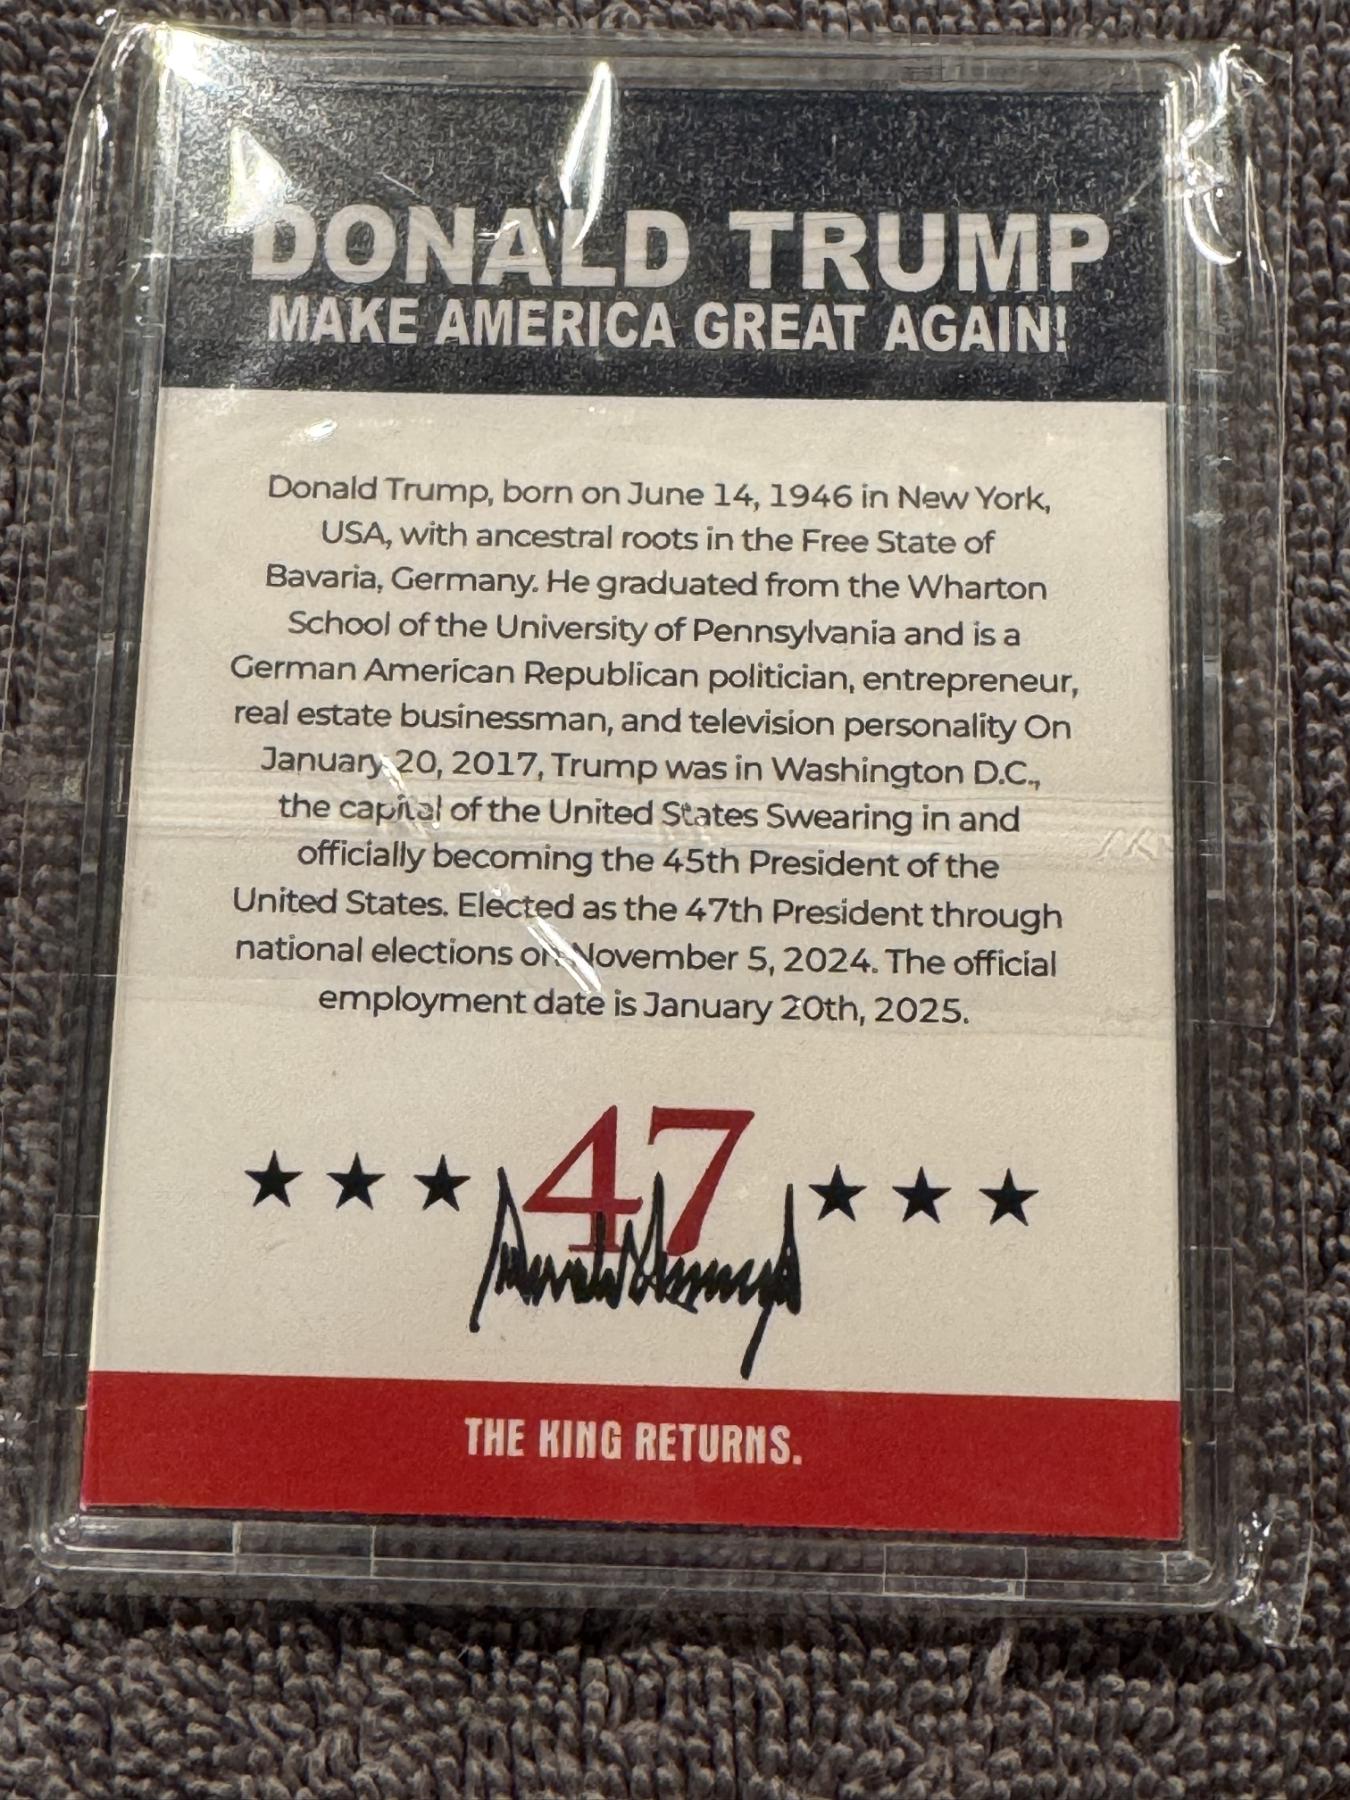 DONALD TRUMP
MAKE AMERICA GREAT AGAIN!
Donald Trump, born on June 14, 1946 in New York,
USA, with ancestral roots in the Free State of
Bavaria, Germany. He graduated from the Wharton
School of the University of Pennsylvania and is a
German American Republican politician, entrepreneur,
real estate businessman, and television personality On
January 20, 2017, Trump was in Washington D.C.,
the capital of the United States Swearing in and
officially becoming the 45th President of the
United States. Elected as the 47th President through
national elections on November 5, 2024. The official
employment date is January 20th, 2025.
47
Donald Trump
THE KING RETURNS.